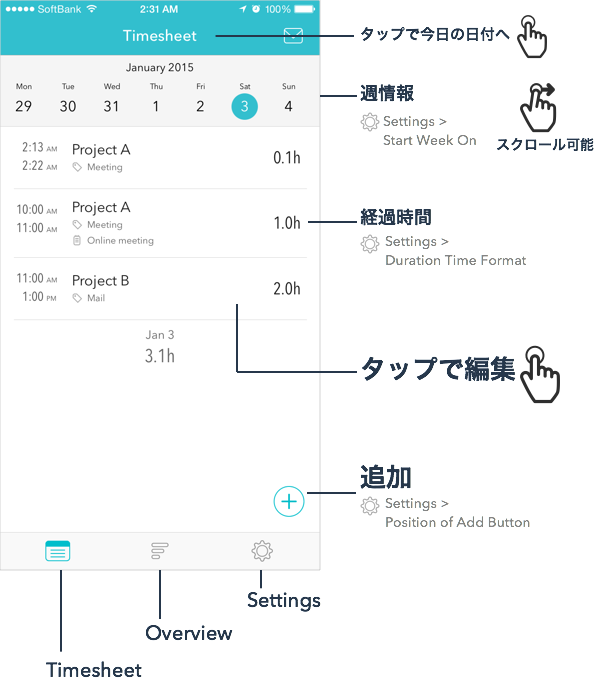 SoftBank 2:31 AM 100%
Timesheet
タップで今日の日付へ
January 2015
Mon Tue Wed Thu Fri Sat Sun
29 30 31 1 2 3 4
週情報
Settings >
Start Week On
スクロール可能
2:13 AM
2:22 AM
Project A
Meeting
0.1h
10:00 AM
11:00 AM
Project A
Meeting
Online meeting
1.0h
経過時間
Settings >
Duration Time Format
11:00 AM
1:00 PM
Project B
Mail
2.0h
Jan 3
3.1h
タップで編集
追加
Settings >
Position of Add Button
Settings
Overview
Timesheet